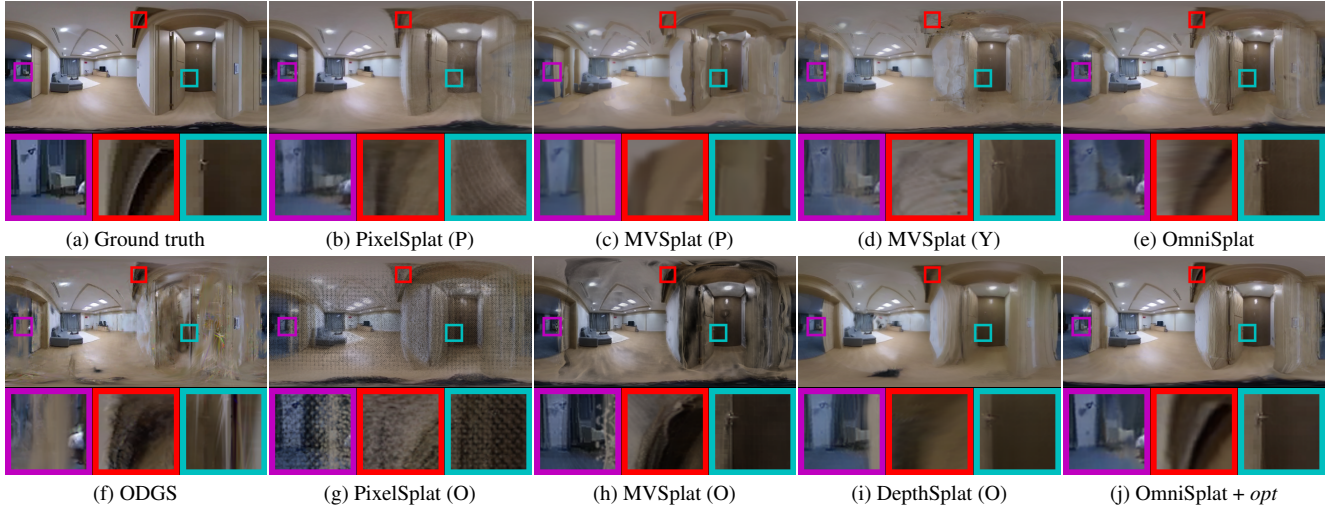 (a) Ground truth
(b) PixelSplat (P)
(c) MVSplat (P)
(d) MVSplat (Y)
(e) OmniSplat
(f) ODGS
(g) PixelSplat (O)
(h) MVSplat (O)
(i) DepthSplat (O)
(j) OmniSplat + opt